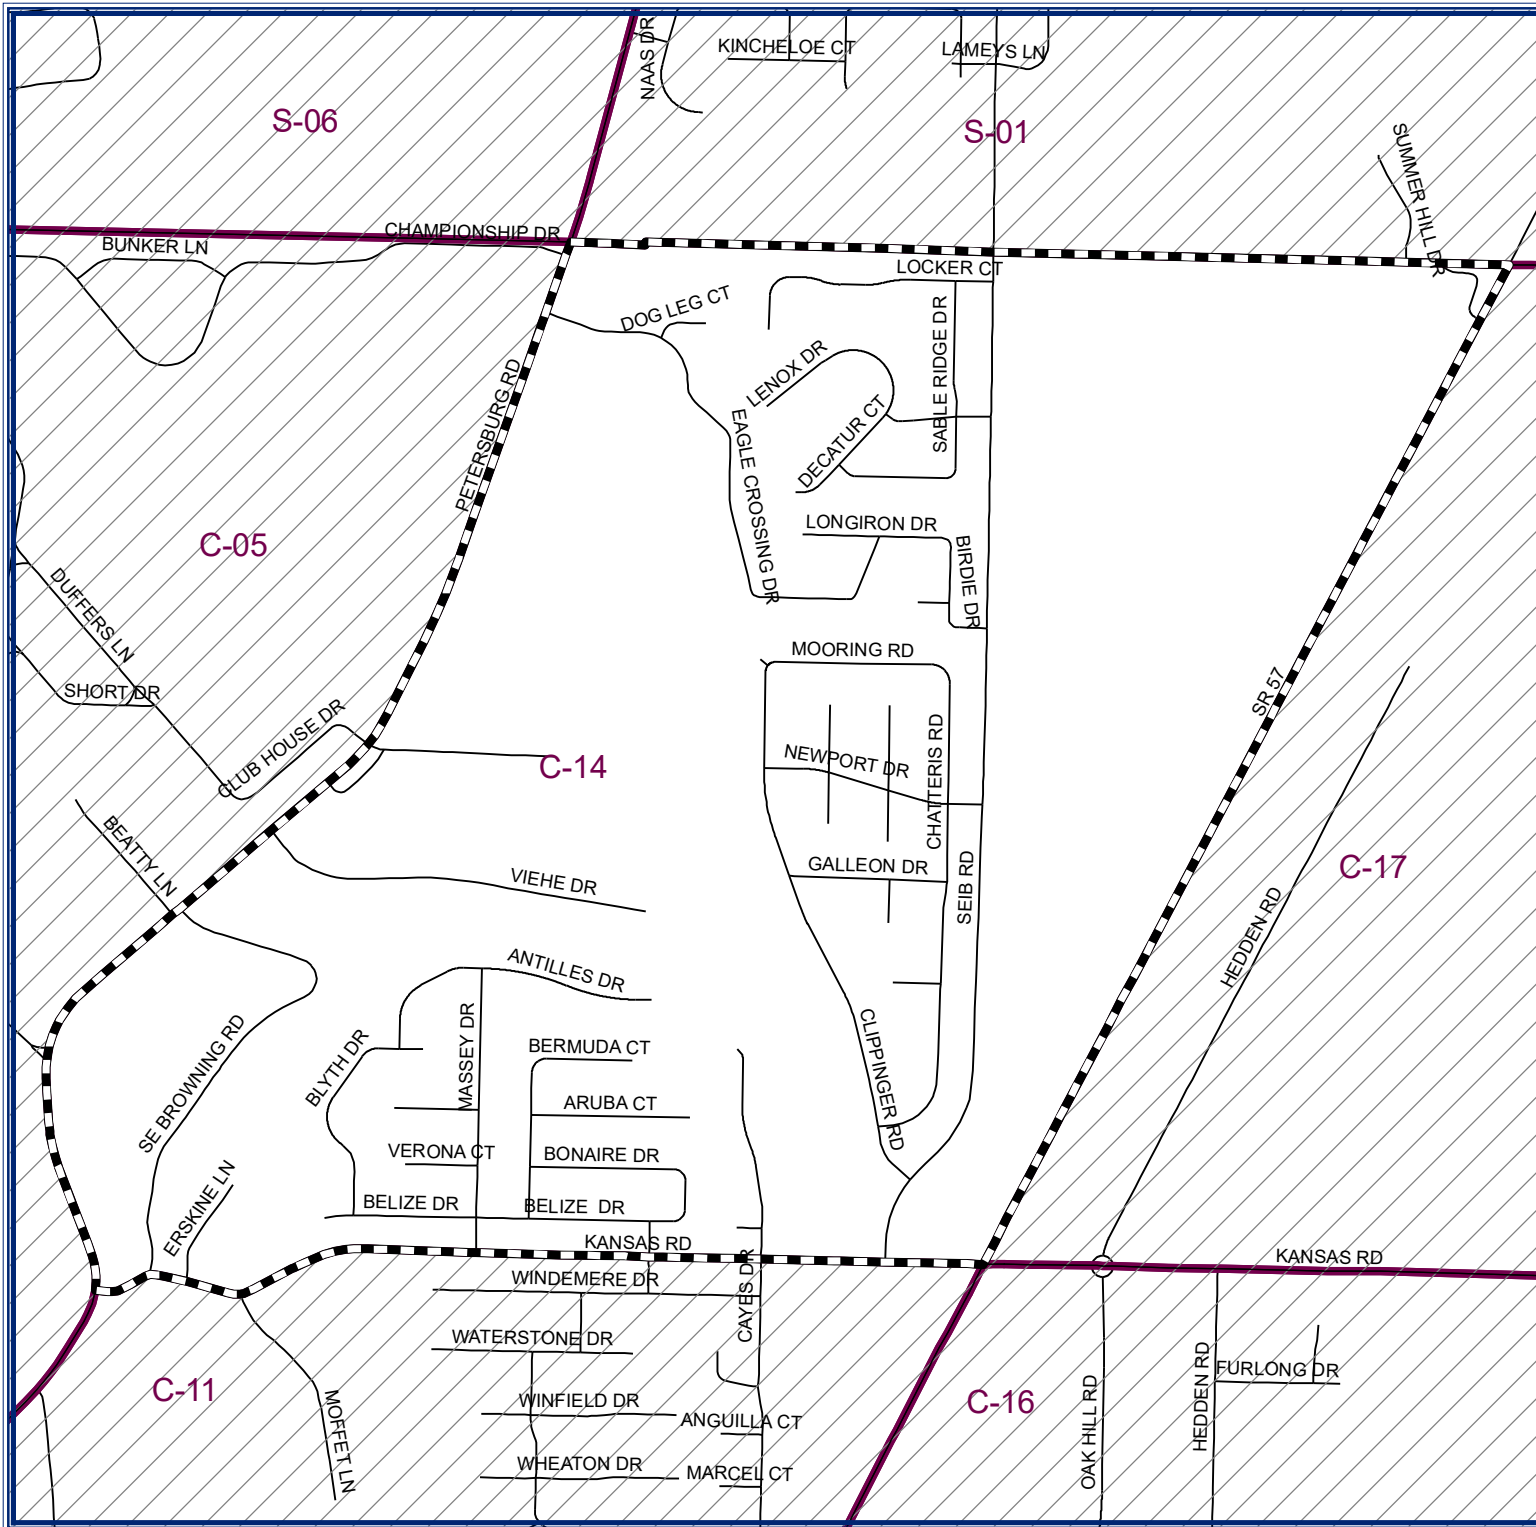 NAAS DR
KINCHELOE CT
LAMEYS LN
S-06
S-01
SUMMER HILL DR
CHAMPIONSHIP DR
BUNKER LN
LOCKER CT
DOG LEG CT
SABLE RIDGE DR
LENOX DR
PETERSBURG RD
DECATUR CT
EAGLE CROSSING DR
LONGIRON DR
BIRDIE DR
C-05
DUFFERS LN
MOORING RD
SHORT DR
SR 57
CLUB HOUSE DR
C-14
NEWPORT DR
CHATTERIS RD
BEATTY LN
GALLEON DR
SEIB RD
C-17
VIEHE DR
HEDDEN RD
ANTILLES DR
MASSEY DR
SE BROWNING RD
BLYTH DR
BERMUDA CT
CLIPPINGER RD
ARUBA CT
VERONA CT
BONAIRE DR
ERSKINE LN
BELIZE DR
BELIZE DR
KANSAS RD
KANSAS RD
WINDEMERE DR
CAYES DR
WATERSTONE DR
C-11
MOFFET LN
WINFIELD DR
ANGUILLA CT
C-16
OAK HILL RD
HEDDEN RD
FURLONG DR
WHEATON DR
MARCEL CT